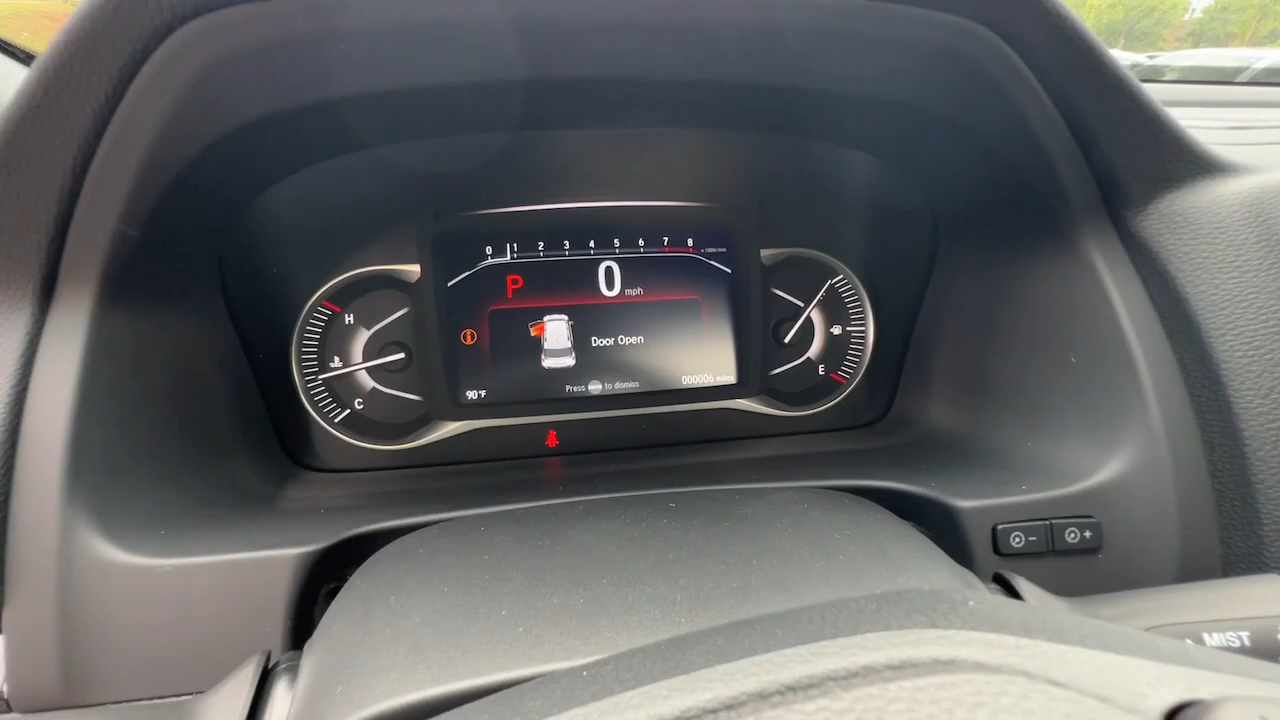 0 1 2 3 4 5 6 7 8
P 0 mph
H
Door Open
E
C
90°F
Press to dismiss
000006 miles
− +
MIST